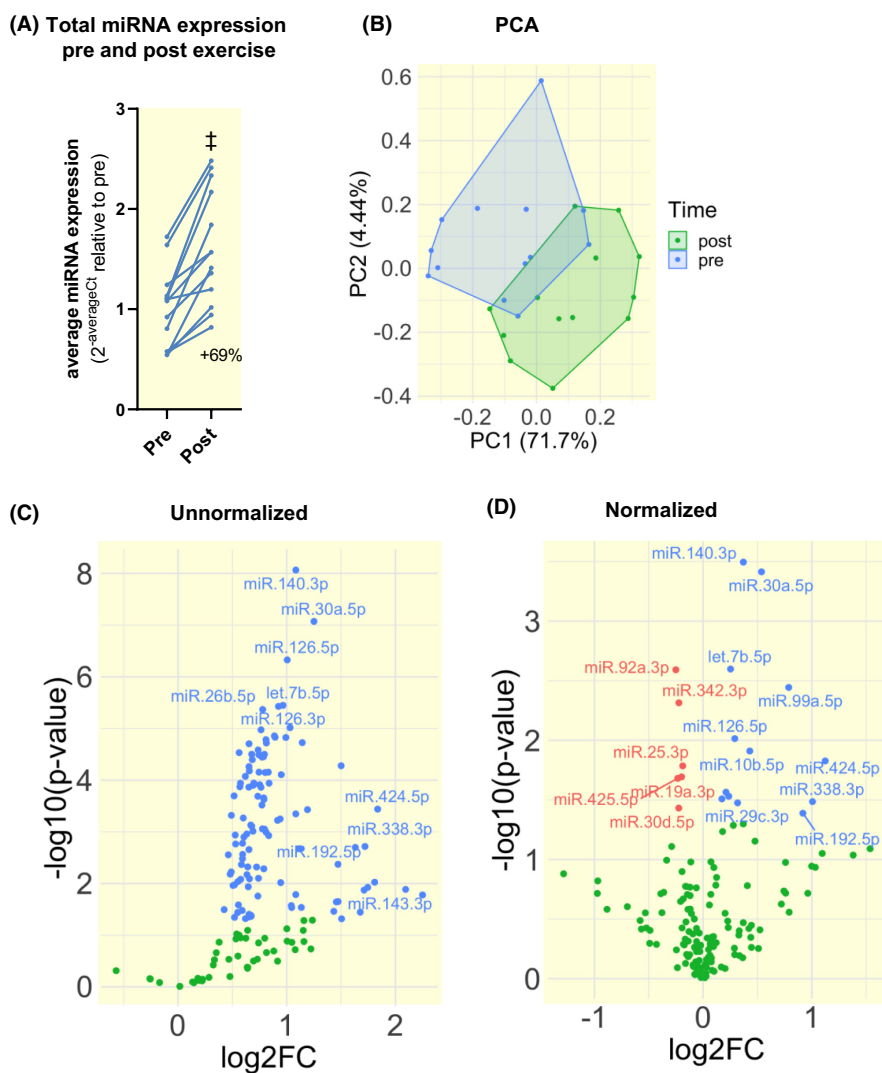 (A) Total miRNA expression
pre and post exercise
average miRNA expression
(2^-averageCt relative to pre)
3
2
1
0
‡
+69%
Pre
Post
(B) PCA
PC2 (4.44%)
0.6
0.4
0.2
0.0
-0.2
-0.4
-0.2
0.0
0.2
PC1 (71.7%)
Time
post
pre
(C) Unnormalized
-log10(p-value)
8
6
4
2
0
miR.140.3p
miR.30a.5p
miR.126.5p
miR.26b.5p
let.7b.5p
miR.126.3p
miR.424.5p
miR.338.3p
miR.192.5p
miR.143.3p
0
1
2
log2FC
(D) Normalized
-log10(p-value)
3
2
1
0
miR.140.3p
miR.30a.5p
let.7b.5p
miR.92a.3p
miR.342.3p
miR.99a.5p
miR.126.5p
miR.25.3p
miR.10b.5p
miR.424.5p
miR.425.5p
miR.19a.3p
miR.338.3p
miR.30d.5p
miR.29c.3p
miR.192.5p
-1
0
1
log2FC